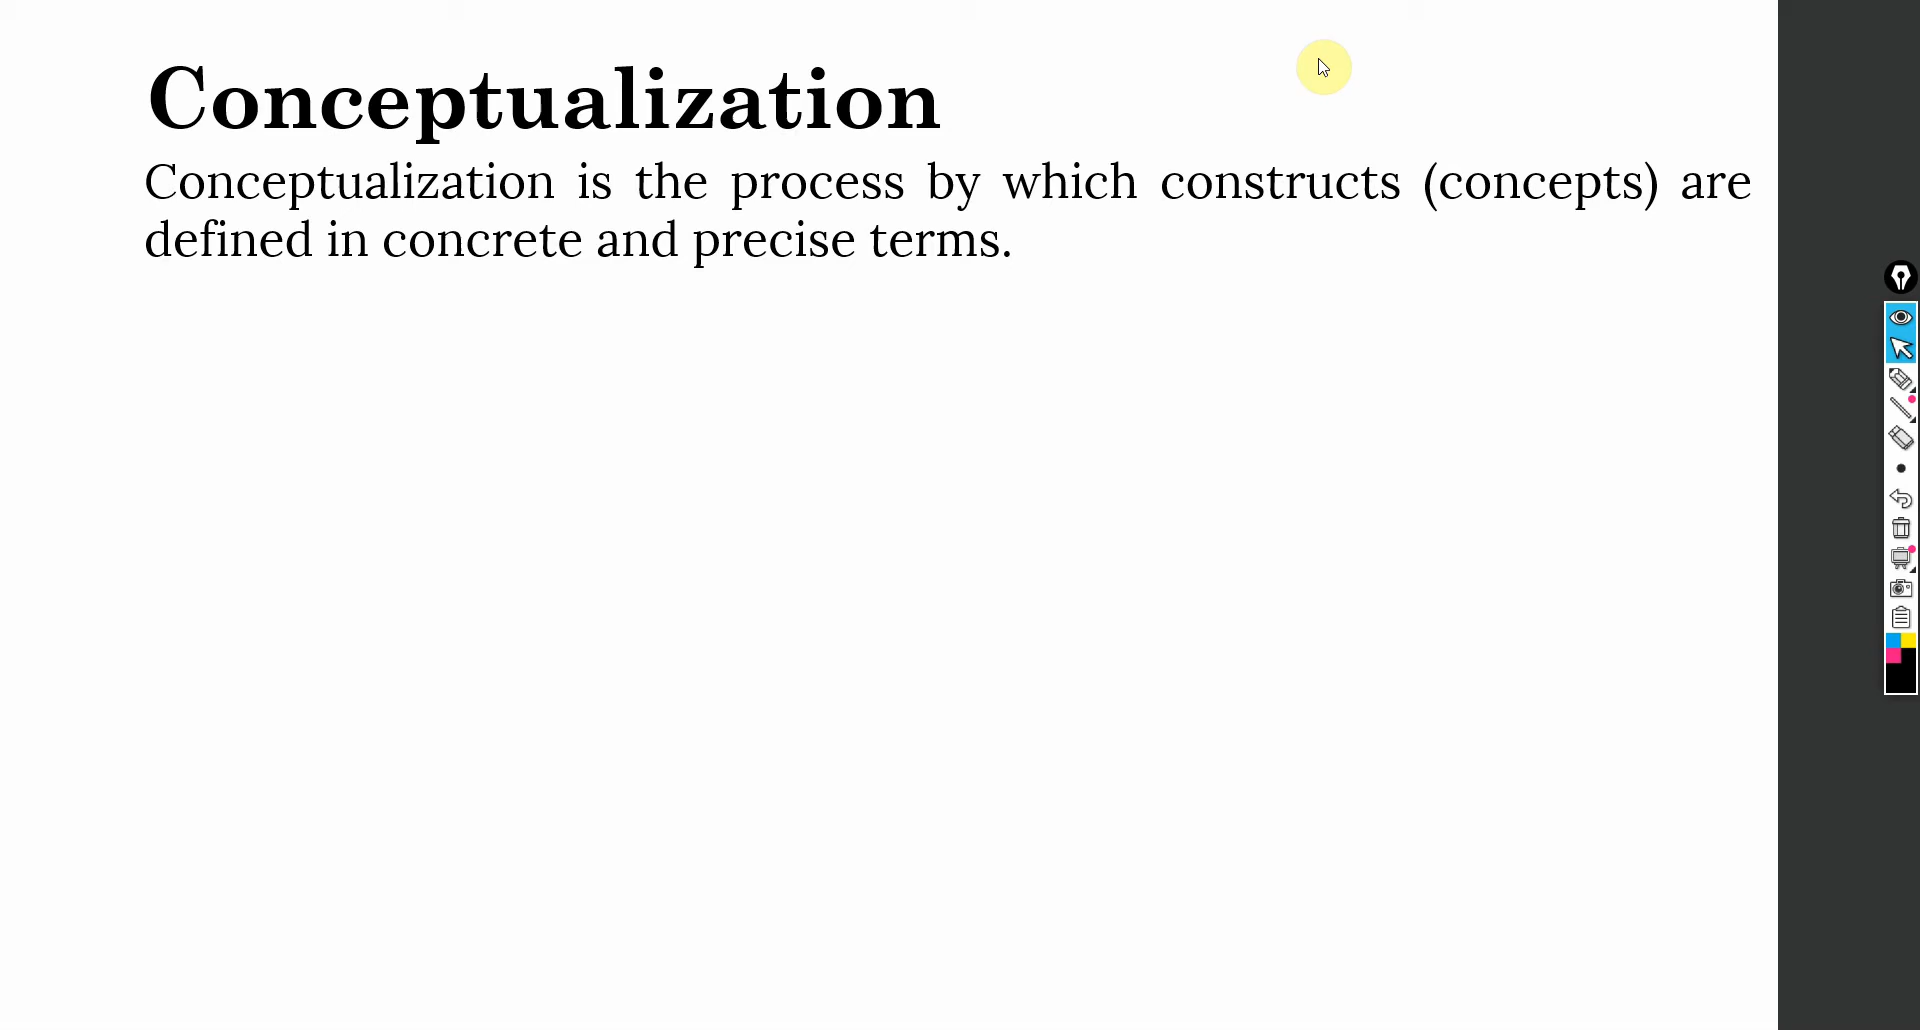 Conceptualization
Conceptualization is the process by which constructs (concepts) are
defined in concrete and precise terms.